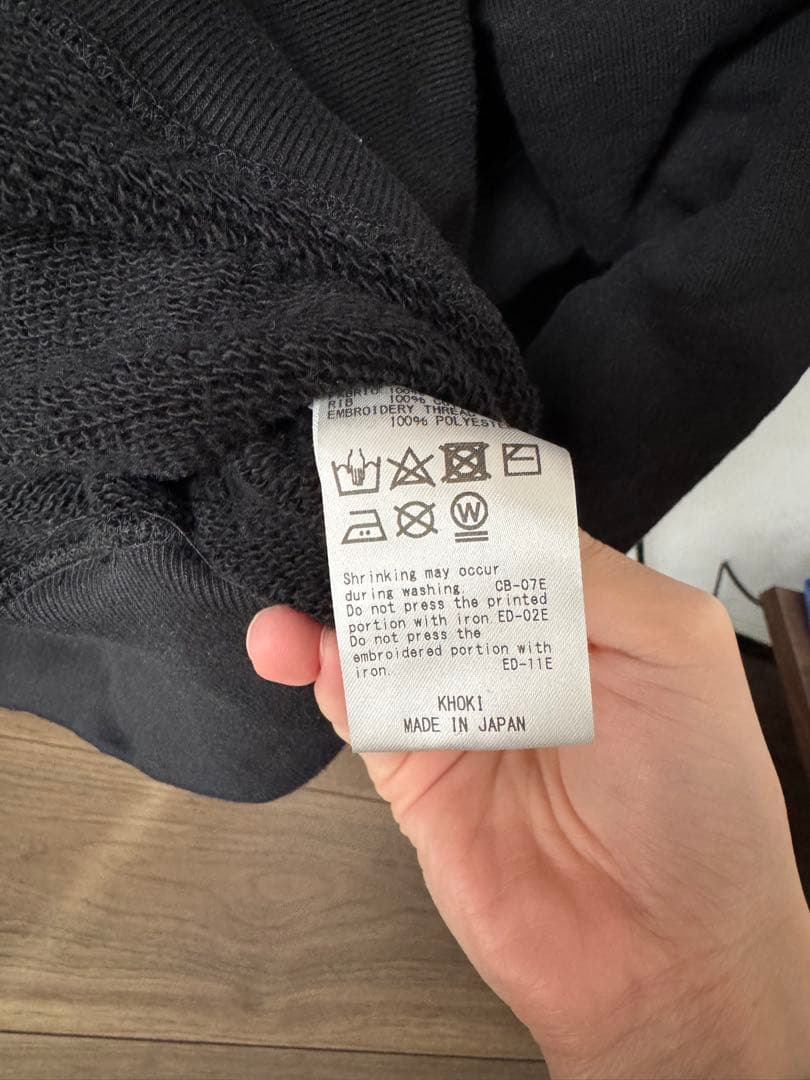 RIB 100%
EMBROIDERY THREAD
100% POLYESTE
W
Shrinking may occur
during washing. CB-07E
Do not press the printed
portion with iron.ED-02E
Do not press the
embroidered portion with
iron. ED-11E
KHOKI
MADE IN JAPAN